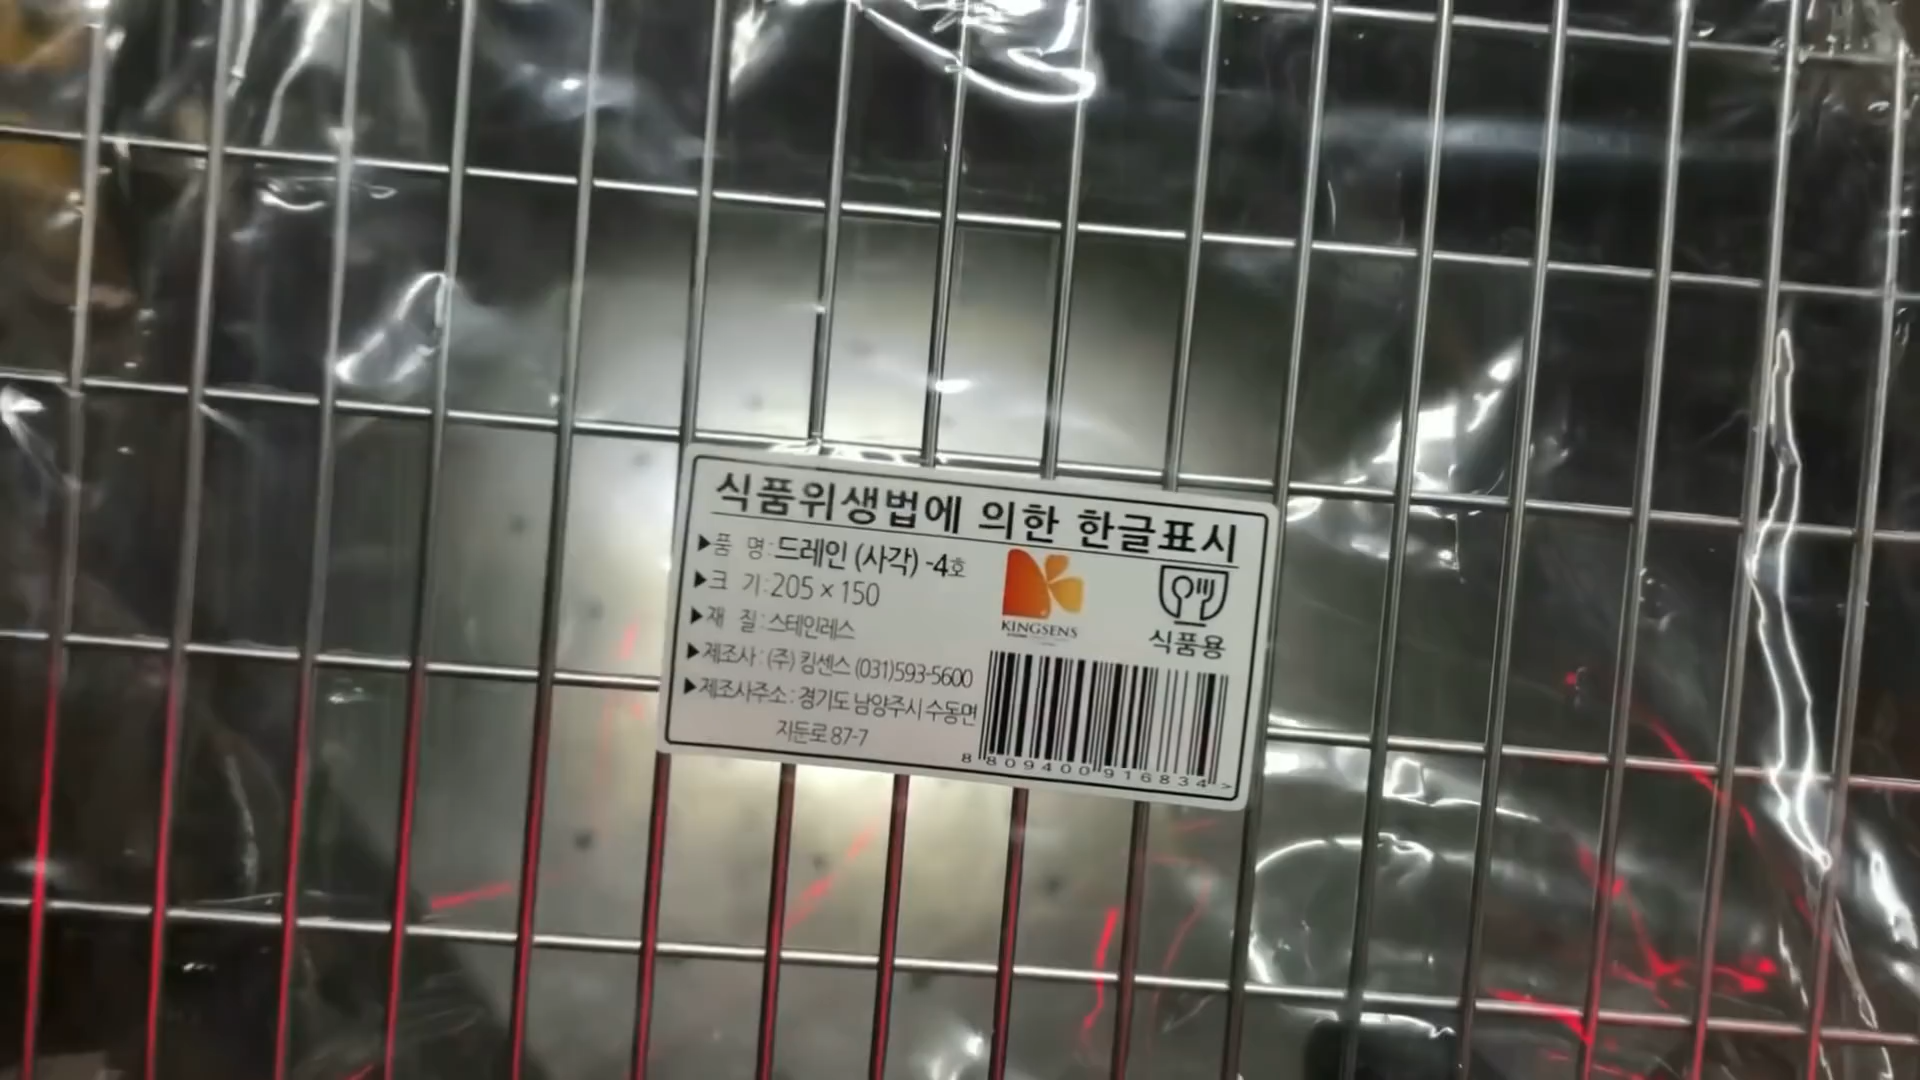 식품위생법에 의한 한글표시
▶품 명 : 드레인 (사각) -4호
▶크 기 : 205 × 150
▶재 질 : 스테인레스
▶제조사 : (주) 킹센스 (031)593-5600
▶제조사주소 : 경기도 남양주시 수동면
지둔로 87-7
KINGSENS
식품용
8 809400 916834 >